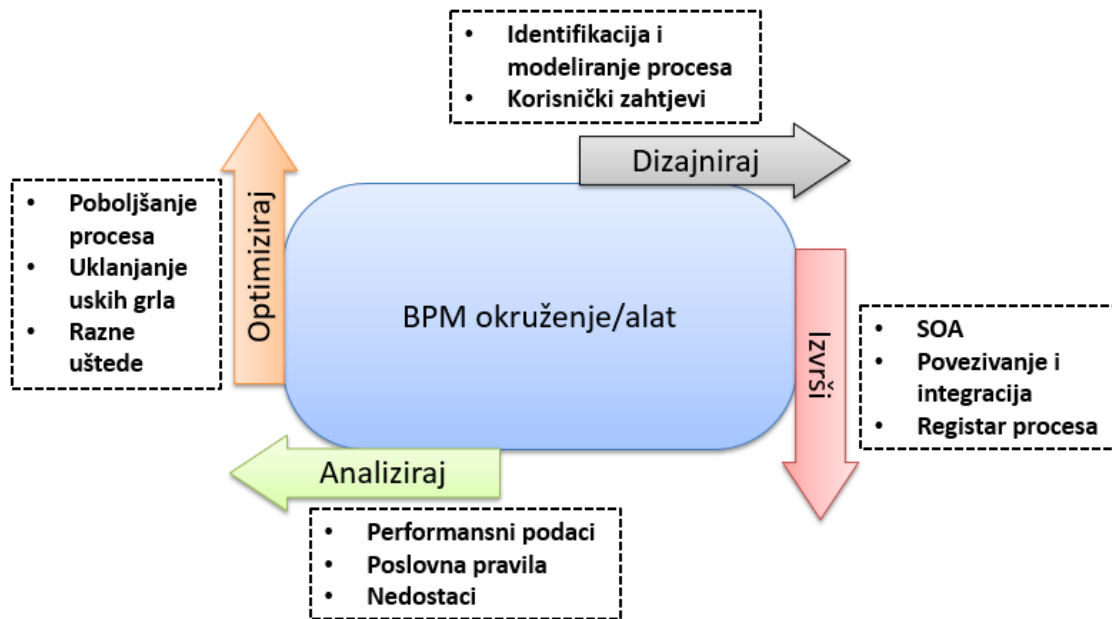 • Identifikacija i
modeliranje procesa
• Korisnički zahtjevi
Dizajniraj
Optimiziraj
• Poboljšanje
procesa
• Uklanjanje
uskih grla
• Razne
uštede
BPM okruženje/alat
Izvrši
• SOA
• Povezivanje i
integracija
• Registar procesa
Analiziraj
• Performansni podaci
• Poslovna pravila
• Nedostaci